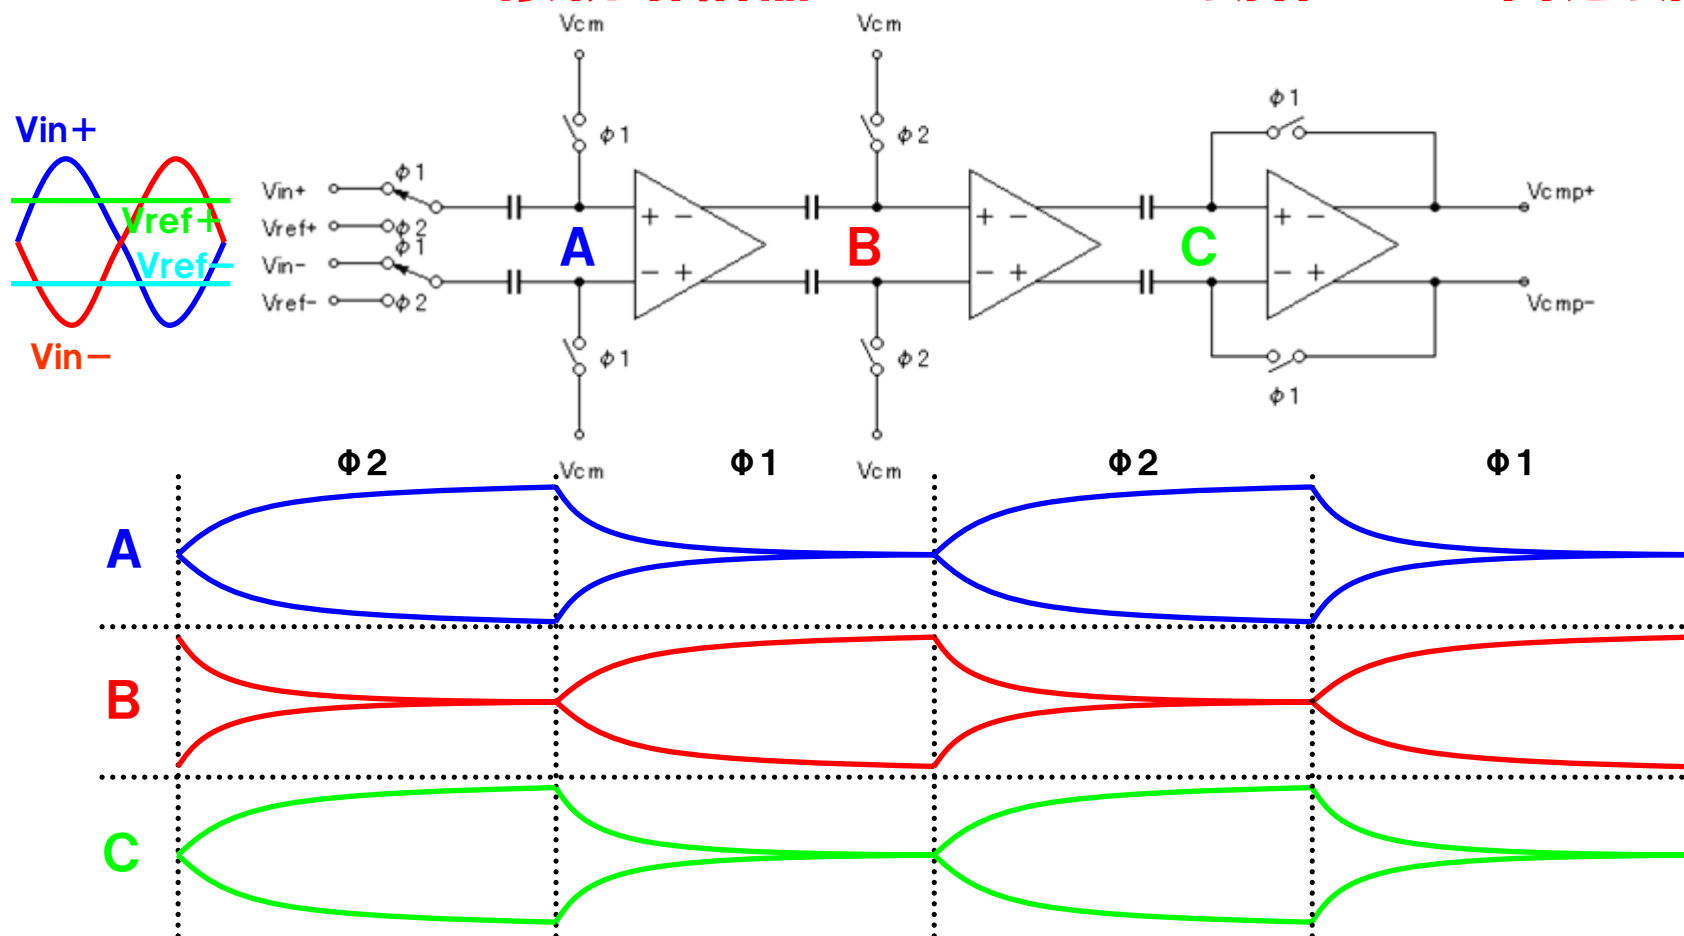 Vcm Vcm
φ1
Vin+
φ1 φ2
φ1
Vin+
Vref+ φ2
φ1
Vin-
Vref- φ2
Vref+
Vref-
Vin-
+ - + - + -
A B C
- + - + - +
Vcmp+
Vcmp-
φ1 φ2
φ1
Vcm Vcm
Φ2 Φ1 Φ2 Φ1
A
B
C